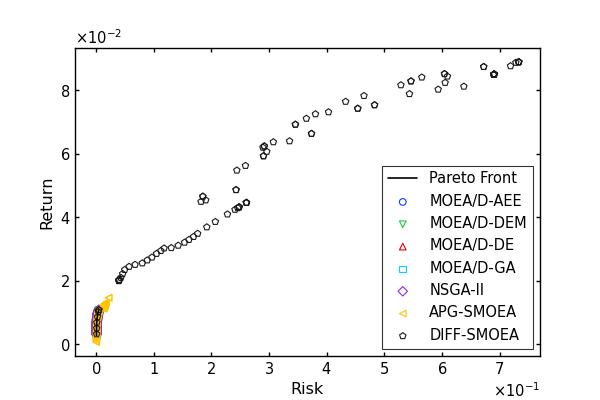 ×10⁻²
8
6
4
2
0
Return
0 1 2 3 4 5 6 7
Risk
×10⁻¹
Pareto Front
MOEA/D-AEE
MOEA/D-DEM
MOEA/D-DE
MOEA/D-GA
NSGA-II
APG-SMOEA
DIFF-SMOEA